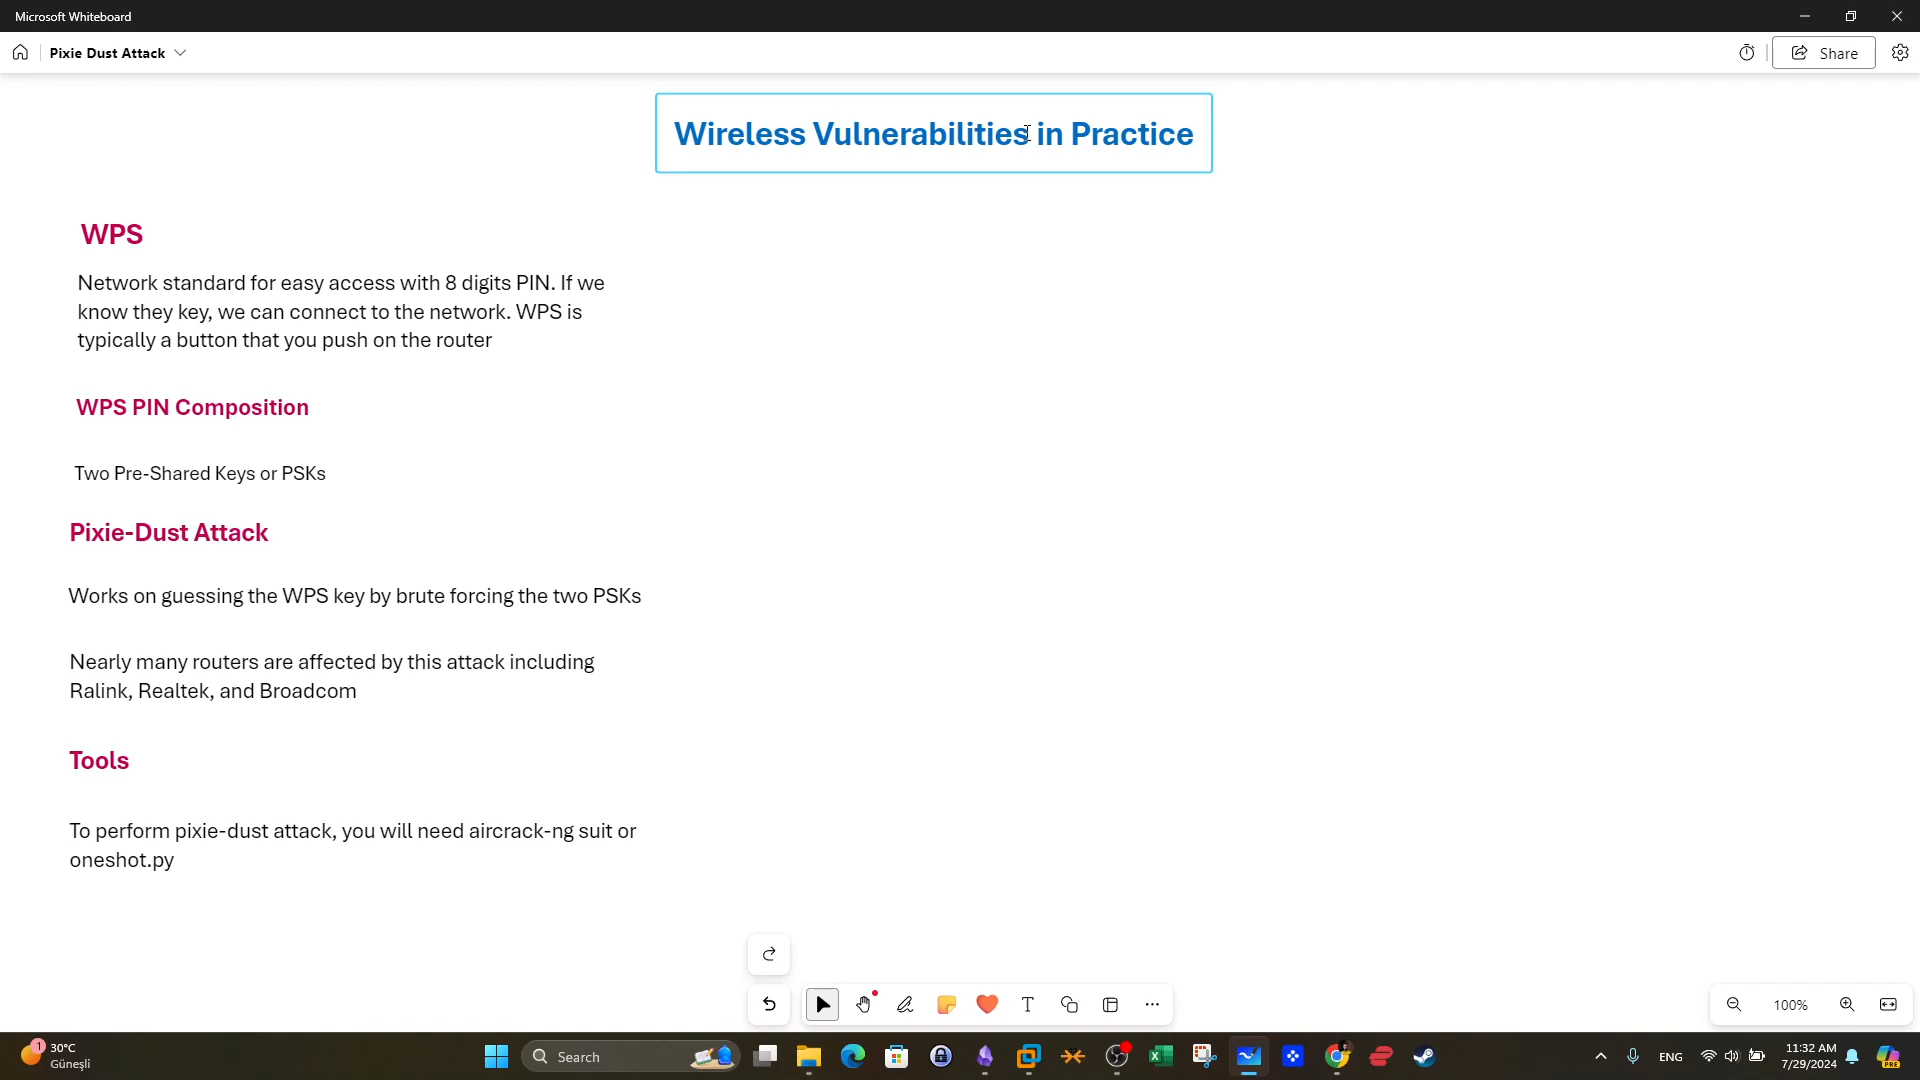 Microsoft Whiteboard
Pixie Dust Attack
Share
Wireless Vulnerabilities in Practice
WPS
Network standard for easy access with 8 digits PIN. If we
know they key, we can connect to the network. WPS is
typically a button that you push on the router
WPS PIN Composition
Two Pre-Shared Keys or PSKs
Pixie-Dust Attack
Works on guessing the WPS key by brute forcing the two PSKs
Nearly many routers are affected by this attack including
Ralink, Realtek, and Broadcom
Tools
To perform pixie-dust attack, you will need aircrack-ng suit or
oneshot.py
100%
1
30°C
Güneşli
Search
ENG
11:32 AM
7/29/2024
PRE